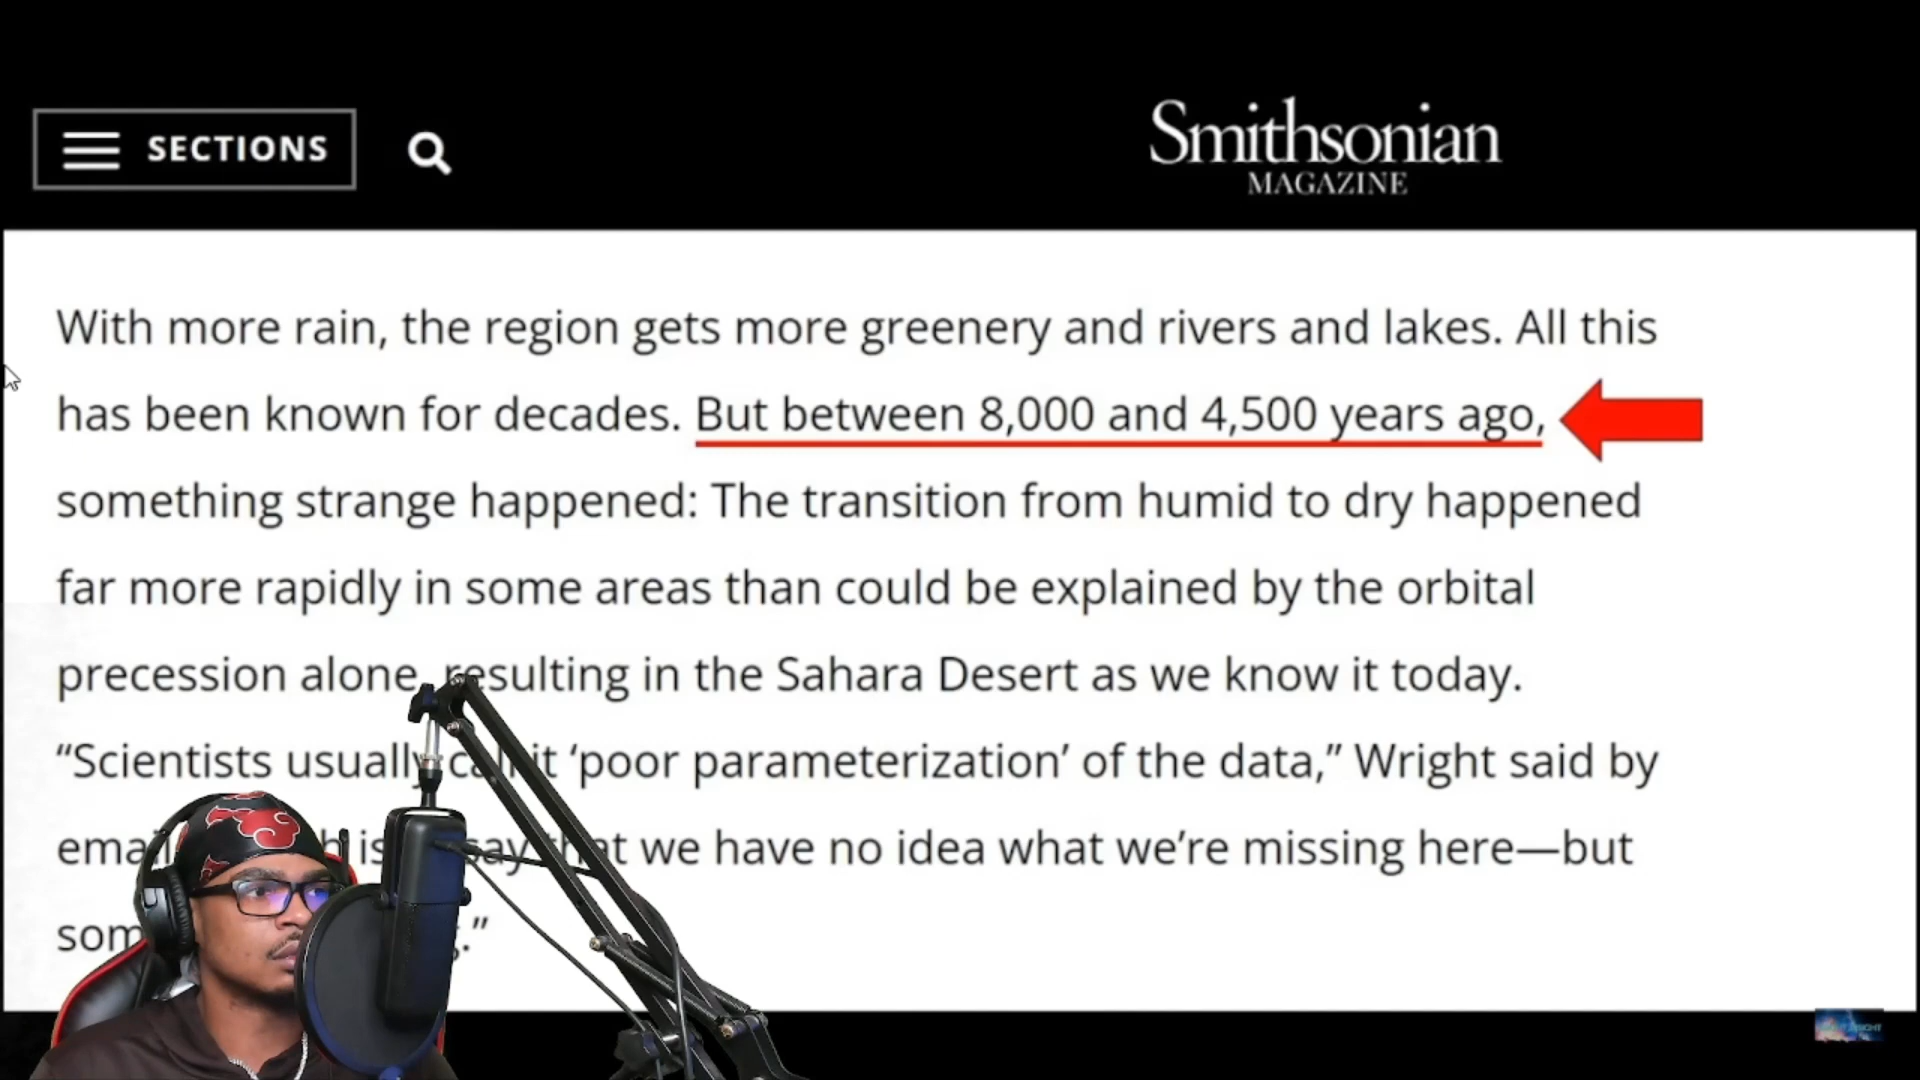 SECTIONS
Smithsonian
MAGAZINE
With more rain, the region gets more greenery and rivers and lakes. All this
has been known for decades. But between 8,000 and 4,500 years ago,
something strange happened: The transition from humid to dry happened
far more rapidly in some areas than could be explained by the orbital
precession alone, resulting in the Sahara Desert as we know it today.
“Scientists usually call it ‘poor parameterization’ of the data,” Wright said by
is say that we have no idea what we’re missing here—but